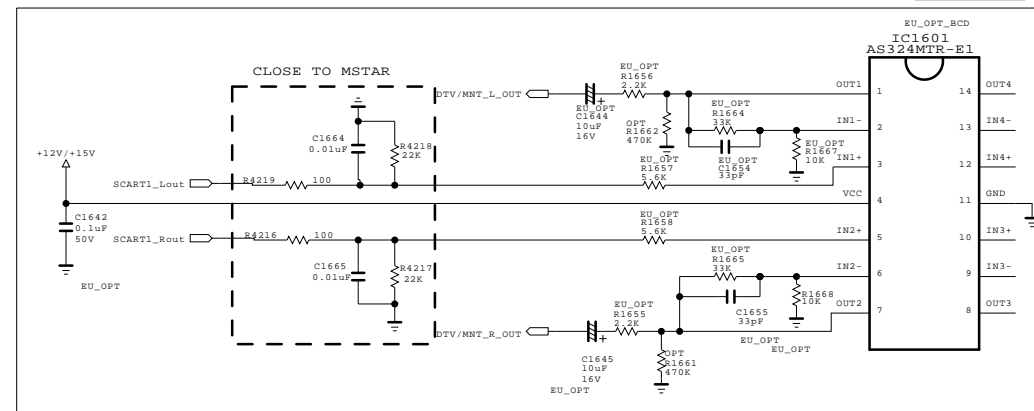 EU_OPT_BCD
IC1601
AS324MTR-E1
CLOSE TO MSTAR
EU_OPT
R1656
2.2K
DTV/MNT_L_OUT
EU_OPT
C1644
10uF
16V
OPT
R1662
470K
EU_OPT
R1664
33K
C1654
33pF
EU_OPT
R1667
10K
EU_OPT
R1657
5.6K
OUT1
1
14
OUT4
IN1-
2
13
IN4-
IN1+
3
12
IN4+
VCC
4
11
GND
IN2+
5
10
IN3+
IN2-
6
9
IN3-
OUT2
7
8
OUT3
C1664
0.01uF
R4218
22K
+12V/+15V
SCART1_Lout
R4219
100
C1642
0.1uF
50V
EU_OPT
SCART1_Rout
R4216
100
C1665
0.01uF
R4217
22K
EU_OPT
R1658
5.6K
EU_OPT
R1665
33K
C1655
33pF
EU_OPT
R1668
10K
EU_OPT
EU_OPT
R1655
2.2K
DTV/MNT_R_OUT
C1645
10uF
16V
EU_OPT
OPT
R1661
470K